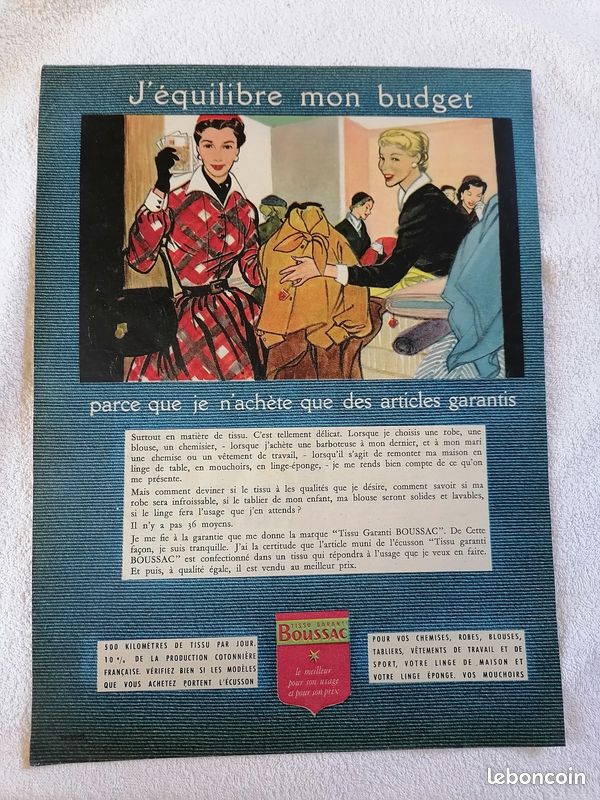 J'équilibre mon budget
parce que je n'achète que des articles garantis
Surtout en matière de tissu. C'est tellement délicat. Lorsque je choisis une robe, une
blouse, un chemisier, - lorsque j'achète une barboteuse à mon dernier, et à mon mari
une chemise ou un vêtement de travail, - lorsqu'il s'agit de remonter ma maison en
linge de table, en mouchoirs, en linge-éponge, - je me rends bien compte de ce qu'on
me présente.
Mais comment deviner si le tissu à les qualités que je désire, comment savoir si ma
robe sera infroissable, si le tablier de mon enfant, ma blouse seront solides et lavables,
si le linge fera l'usage que j'en attends ?
Il n'y a pas 36 moyens.
Je me fie à la garantie que me donne la marque "Tissu Garanti BOUSSAC". De Cette
façon, je suis tranquille. J'ai la certitude que l'article muni de l'écusson "Tissu garanti
BOUSSAC" est confectionné dans un tissu qui répondra à l'usage que je veux en faire.
Et puis, à qualité égale, il est vendu au meilleur prix.
500 KILOMÈTRES DE TISSU PAR JOUR.
10 % DE LA PRODUCTION COTONNIÈRE
FRANÇAISE. VÉRIFIEZ BIEN SI LES MODÈLES
QUE VOUS ACHETEZ PORTENT L'ÉCUSSON
TISSU GARANTI
BOUSSAC
le meilleur
pour son usage
et pour son prix
POUR VOS CHEMISES, ROBES, BLOUSES,
TABLIERS, VÊTEMENTS DE TRAVAIL ET DE
SPORT, VOTRE LINGE DE MAISON ET
VOTRE LINGE ÉPONGE. VOS MOUCHOIRS
leboncoin